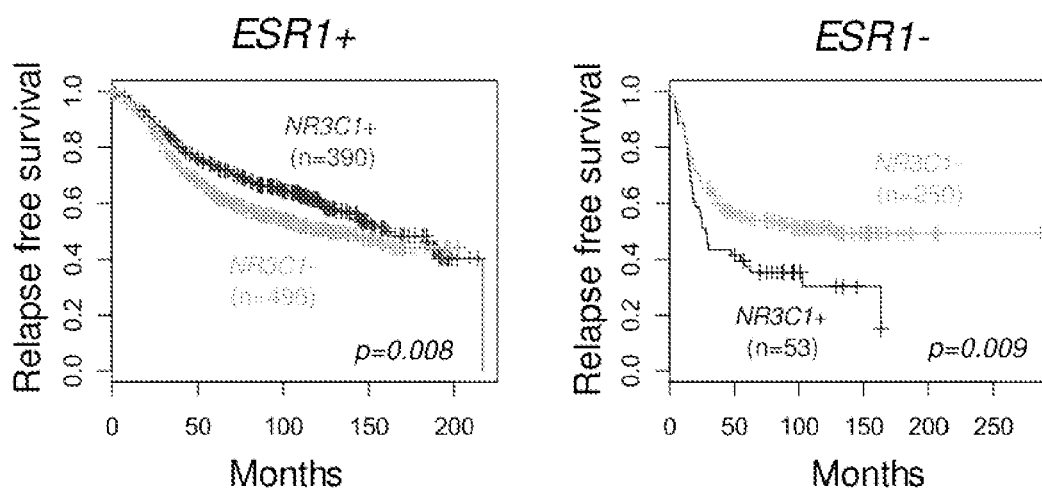 ESR1+
Relapse free survival
1.0
0.8
0.6
0.4
0.2
0.0
NR3C1+
(n=390)
NR3C1-
p=0.008
0 50 100 150 200
Months
ESR1-
Relapse free survival
1.0
0.8
0.6
0.4
0.2
0.0
NR3C1-
NR3C1+
(n=53)
p=0.009
0 50 100 150 200 250
Months